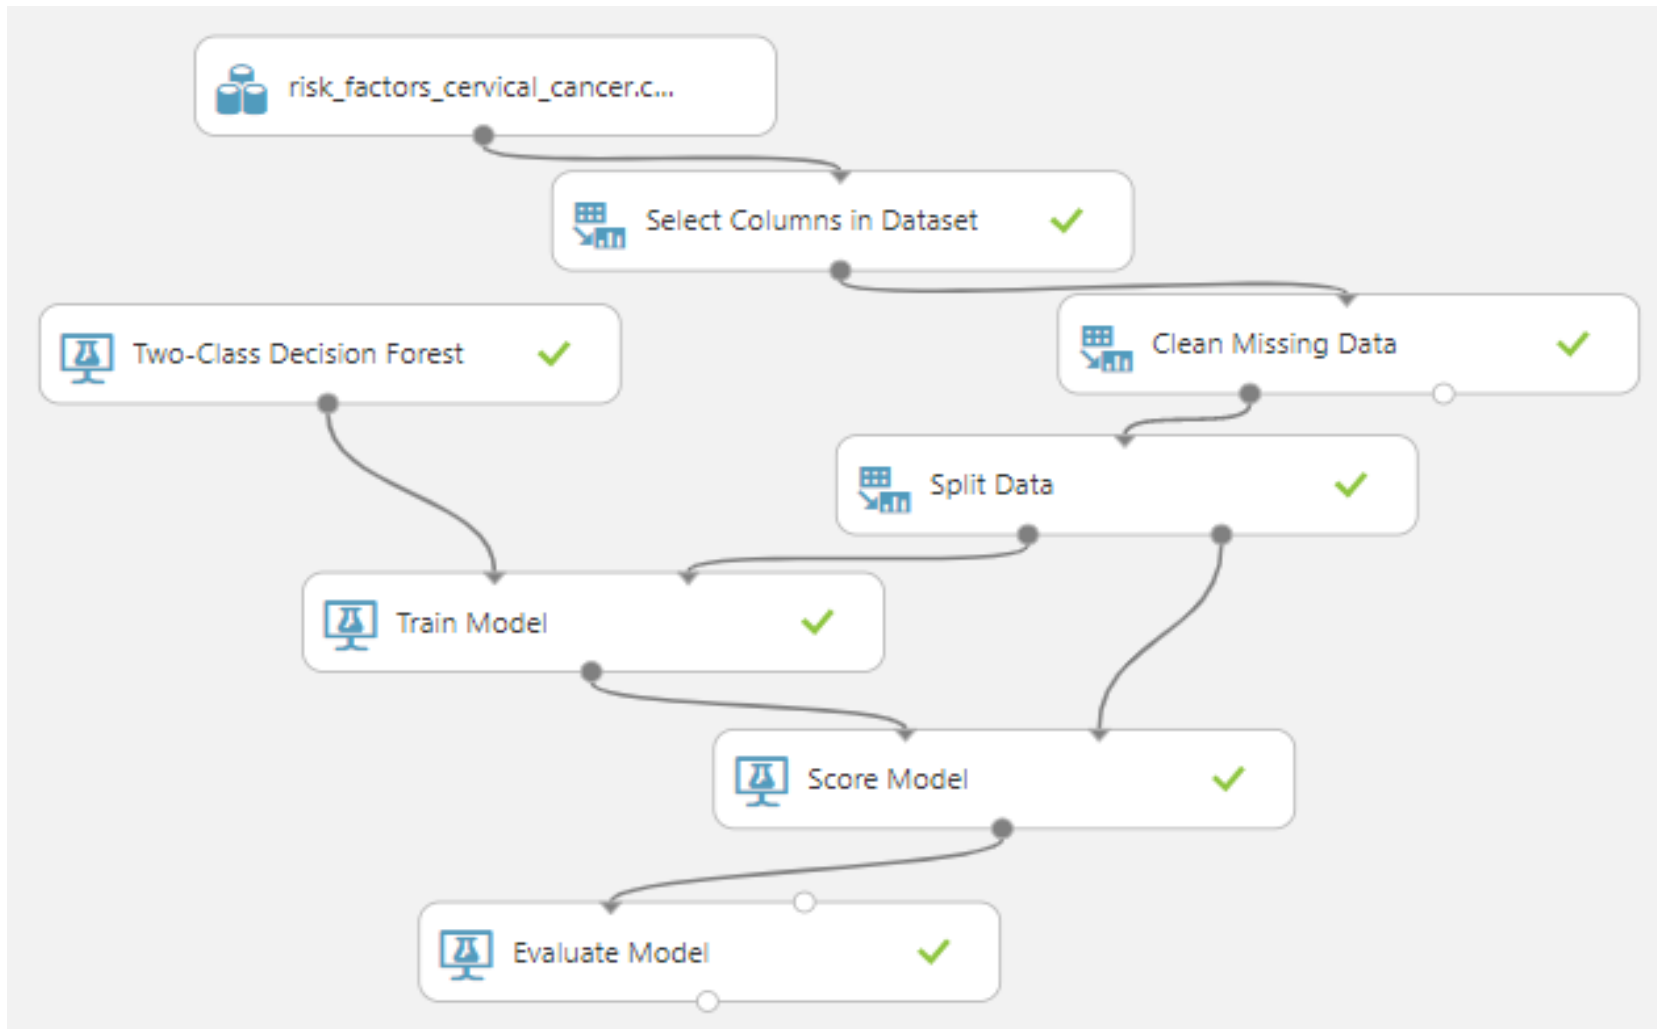 risk_factors_cervical_cancer.c...
Select Columns in Dataset
Clean Missing Data
Two-Class Decision Forest
Split Data
Train Model
Score Model
Evaluate Model